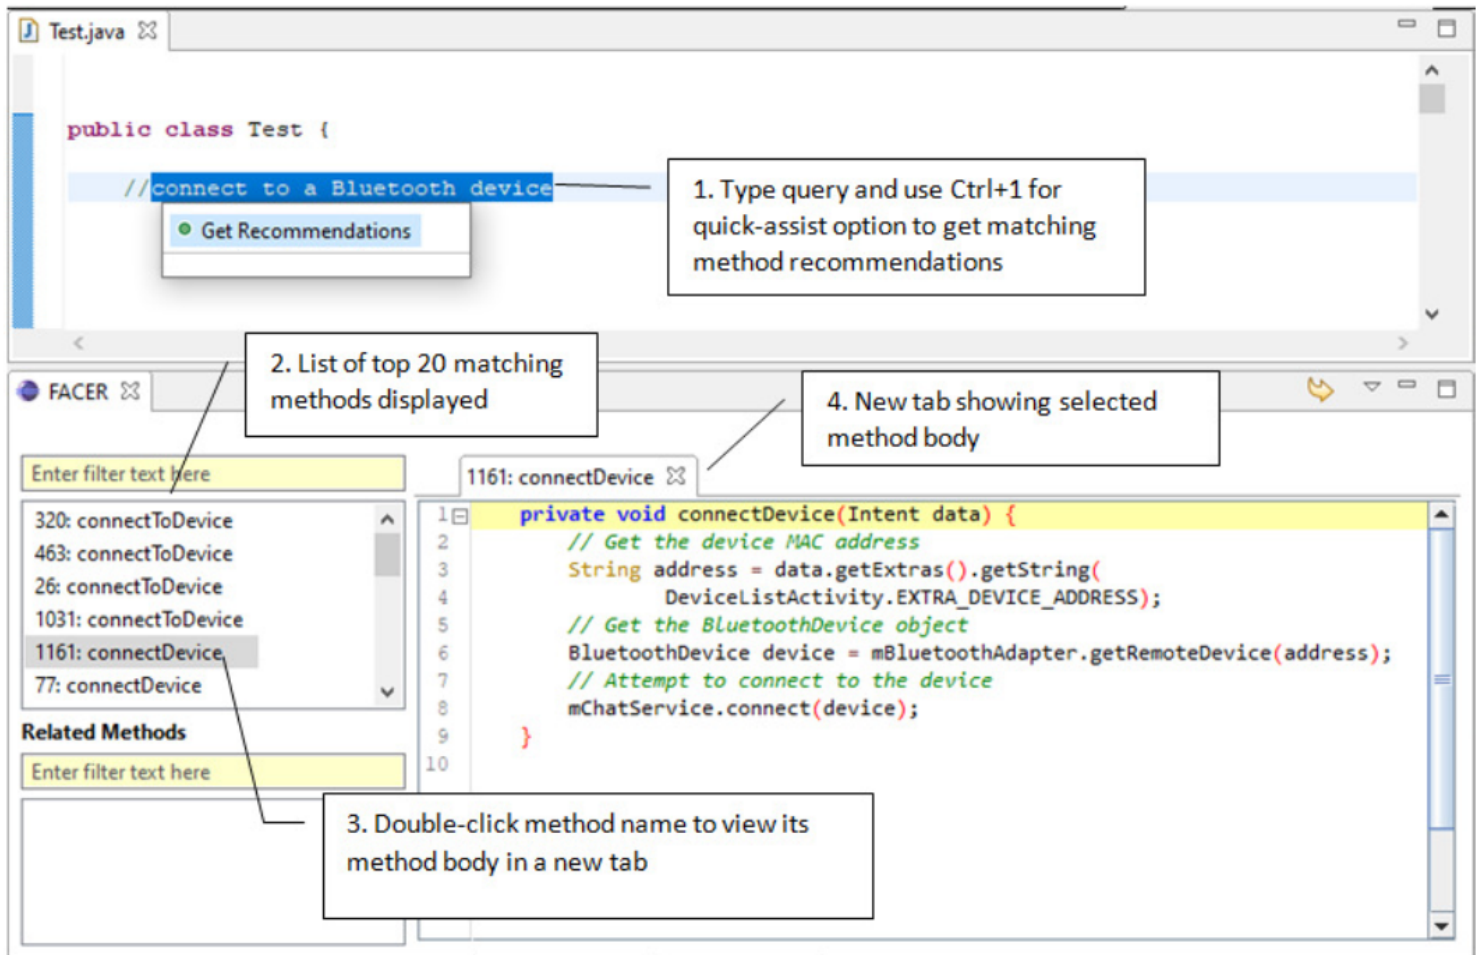 Test.java
public class Test {
//connect to a Bluetooth device
Get Recommendations
1. Type query and use Ctrl+1 for
quick-assist option to get matching
method recommendations
2. List of top 20 matching
methods displayed
FACER
4. New tab showing selected
method body
Enter filter text here
320: connectToDevice
463: connectToDevice
26: connectToDevice
1031: connectToDevice
1161: connectDevice
77: connectDevice
Related Methods
Enter filter text here
3. Double-click method name to view its
method body in a new tab
1161: connectDevice
1 private void connectDevice(Intent data) {
2 // Get the device MAC address
3 String address = data.getExtras().getString(
4 DeviceListActivity.EXTRA_DEVICE_ADDRESS);
5 // Get the BluetoothDevice object
6 BluetoothDevice device = mBluetoothAdapter.getRemoteDevice(address);
7 // Attempt to connect to the device
8 mChatService.connect(device);
9 }
10